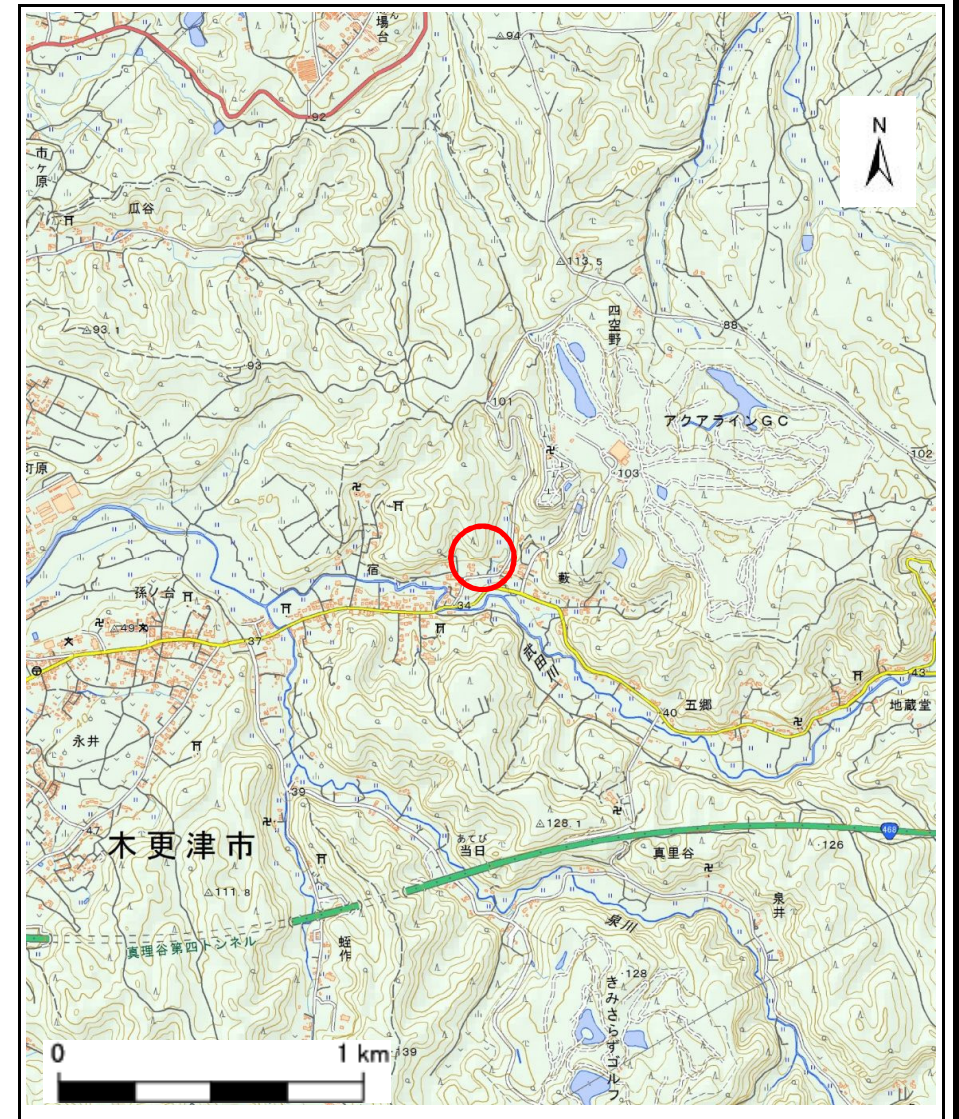 場台
△94.1
92
N
市ヶ原
瓜谷
△113.5
四空野
88
100
△93.1
93
101
アクアラインGC
102
103
町原
50
宿
藪
孫ノ台
△49
34
37
武田川
43
五郷
地蔵堂
40
永井
39
47
△128.1
468
木更津市
あてび
当日
真里谷
·126
△111.8
泉井
泉川
真理谷第四トンネル
蛭作
·128
きみさらずゴルフ
0
1 km
·139